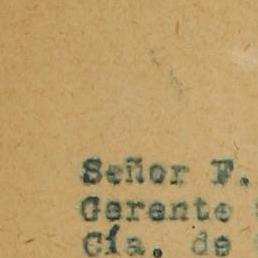 Señor F.
Gerente
Cía. de